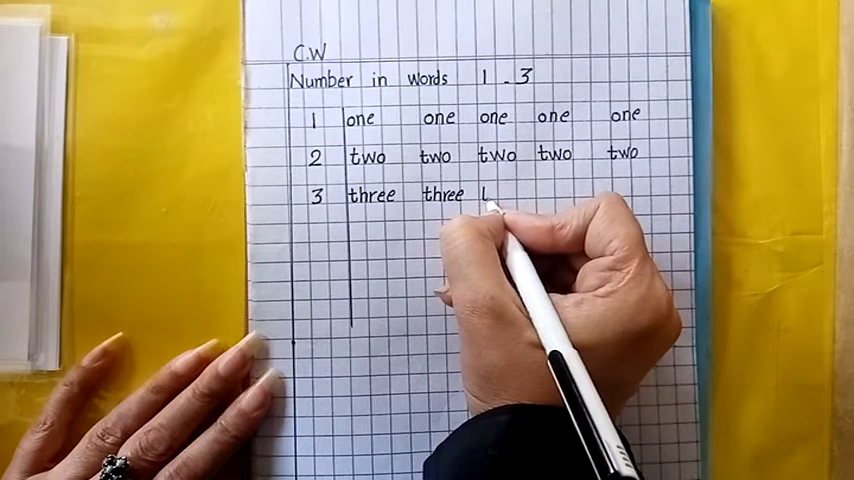 C.W
Number in words 1 - 3
1 one one one one one
2 two two two two two
3 three three